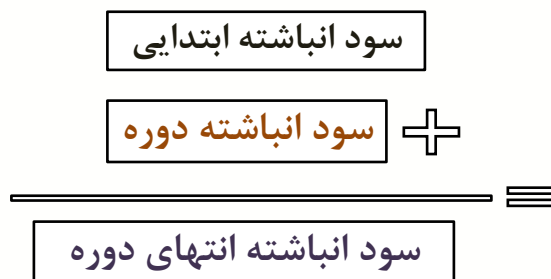 سود انباشته ابتدایی
سود انباشته دوره +
=
سود انباشته انتهای دوره